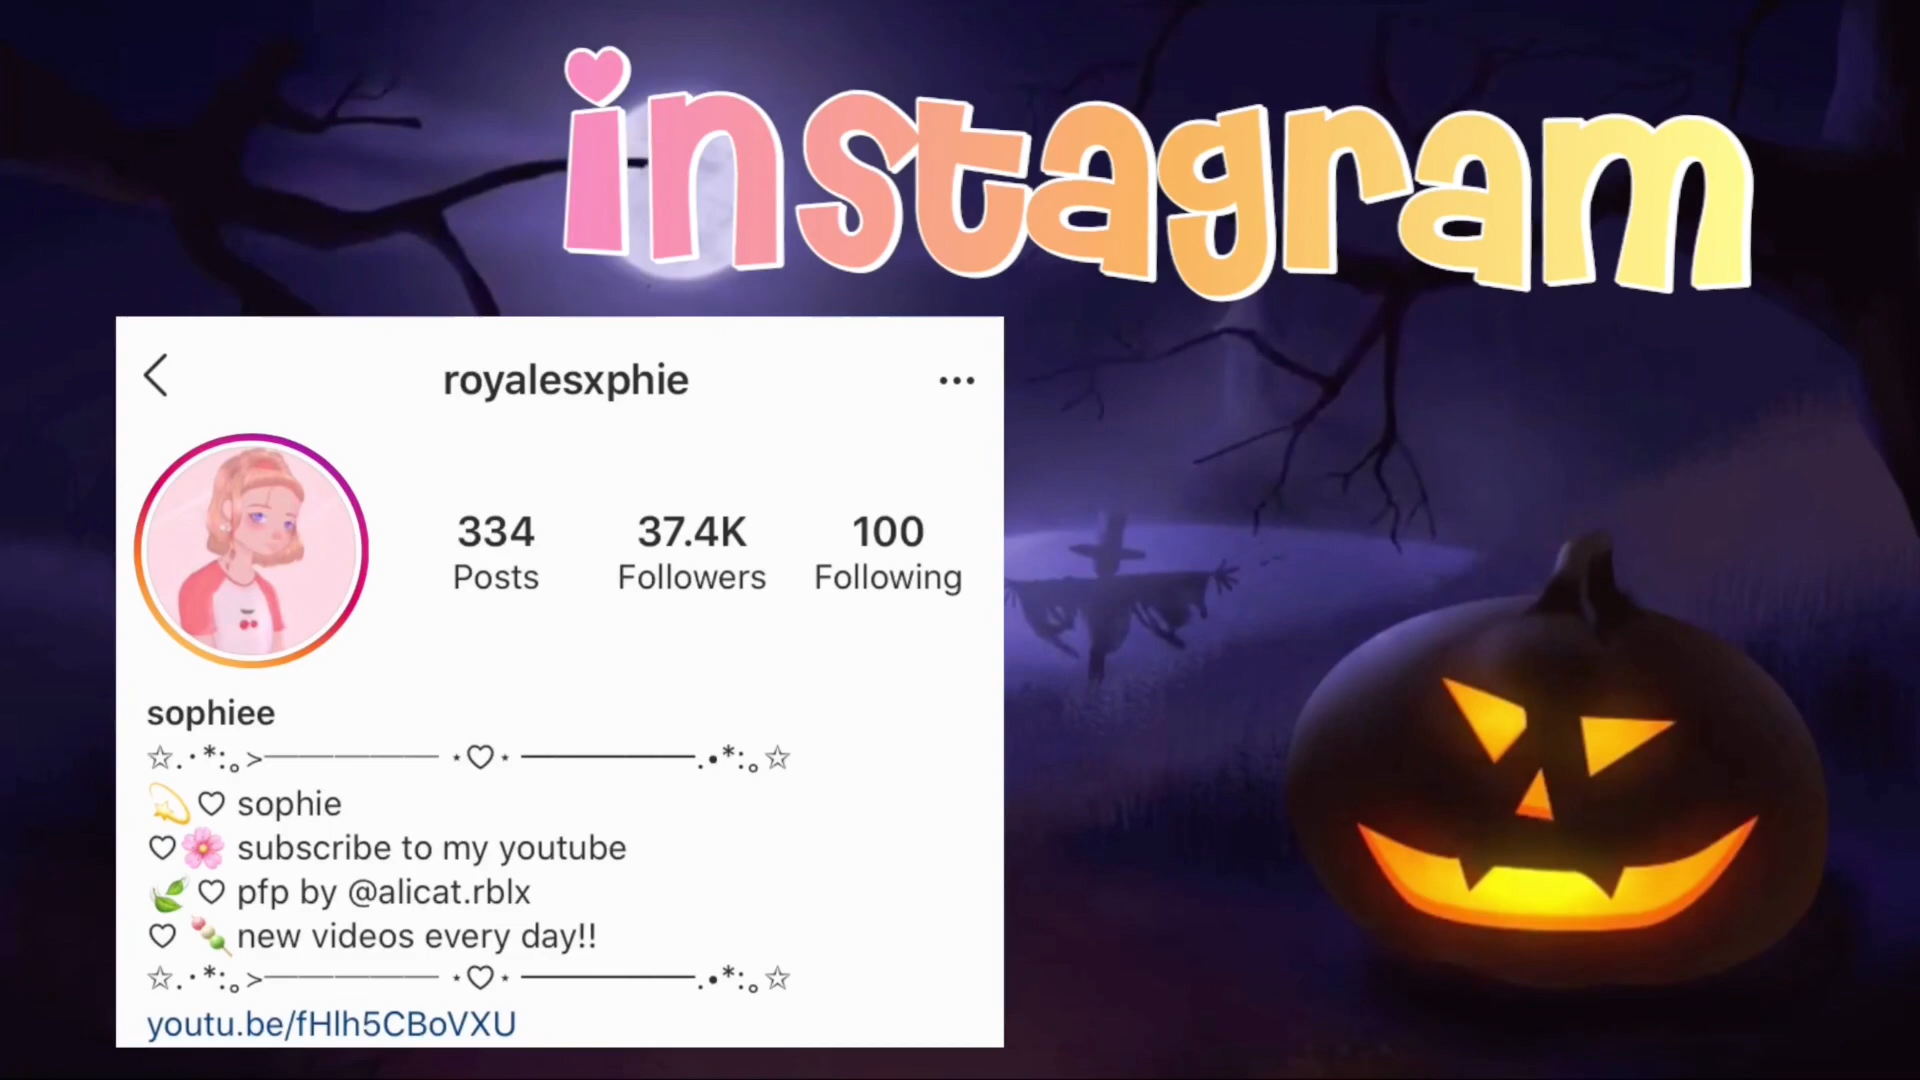 instagram
royalesxphie
334 37.4K 100
Posts Followers Following
sophiee
☆.·*:。>────── ⋆♡⋆ ──────.•*:。☆
💫♡ sophie
♡🌸 subscribe to my youtube
🍃♡ pfp by @alicat.rblx
♡ 🍡 new videos every day!!
☆.·*:。>────── ⋆♡⋆ ──────.•*:。☆
youtu.be/fHlh5CBoVXU